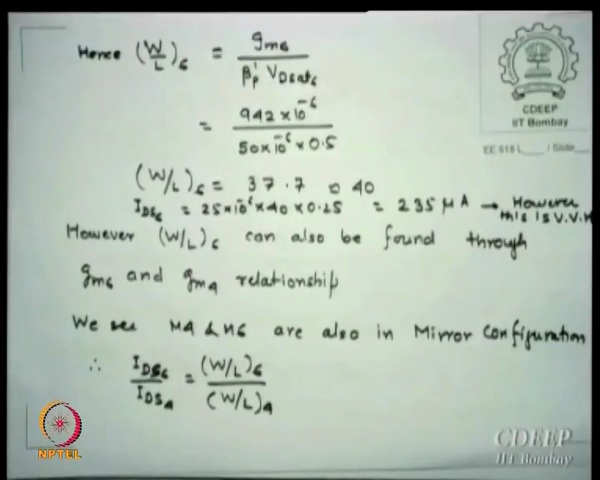 Hence (W/L)6 = gm6 / βp' VDsat6
= 942×10^-6 / 50×10^-6×0.5
(W/L)6 = 37.7 ≈ 40
IDS6 = 25×10^-6×40×0.25 = 235 μA → However
this is V.V.H
However (W/L)6 can also be found through
gm6 and gm4 relationship
We see M4 & M6 are also in Mirror Configuration
∴ IDS6 / IDS4 = (W/L)6 / (W/L)4
CDEEP
IIT Bombay
EE 618 L / Slide
NPTEL
CDEEP
IIT Bombay